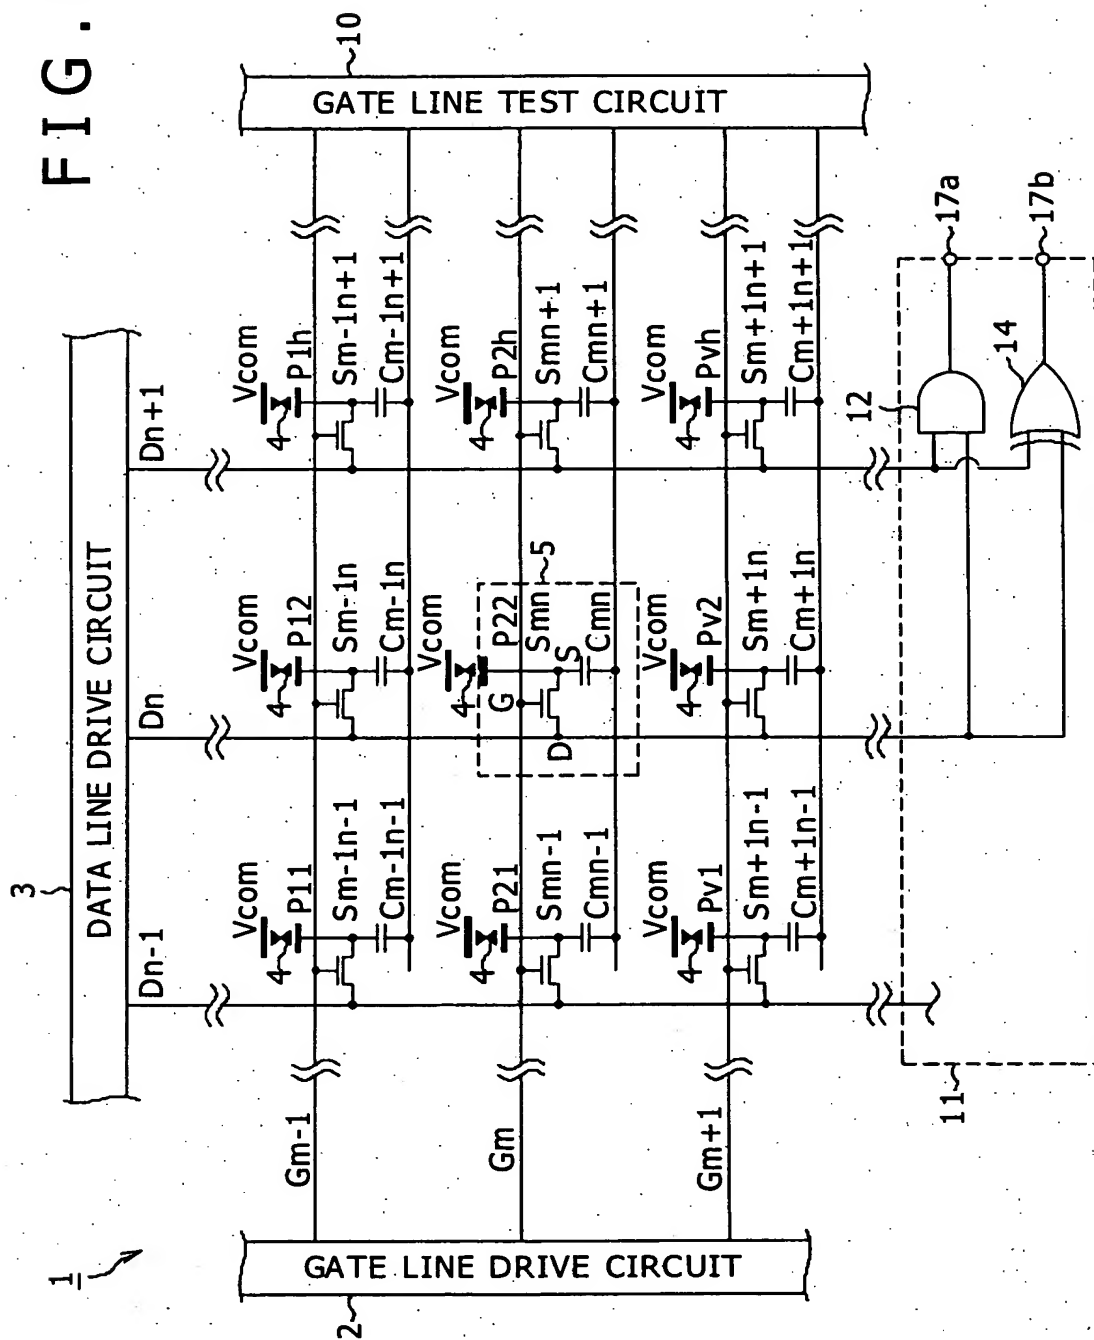 FIG.
1
3
DATA LINE DRIVE CIRCUIT
Dn-1
Dn
Dn+1
2
GATE LINE DRIVE CIRCUIT
10
GATE LINE TEST CIRCUIT
Gm-1
Vcom
4
P11
Sm-1n-1
Cm-1n-1
Vcom
4
P12
Sm-1n
Cm-1n
Vcom
4
P1h
Sm-1n+1
Cm-1n+1
Gm
Vcom
4
P21
Smn-1
Cmn-1
Vcom
4
P22
5
G
D
S
Smn
Cmn
Vcom
4
P2h
Smn+1
Cmn+1
Gm+1
Vcom
4
Pv1
Sm+1n-1
Cm+1n-1
Vcom
4
Pv2
Sm+1n
Cm+1n
Vcom
4
Pvh
Sm+1n+1
Cm+1n+1
11
12
14
17a
17b